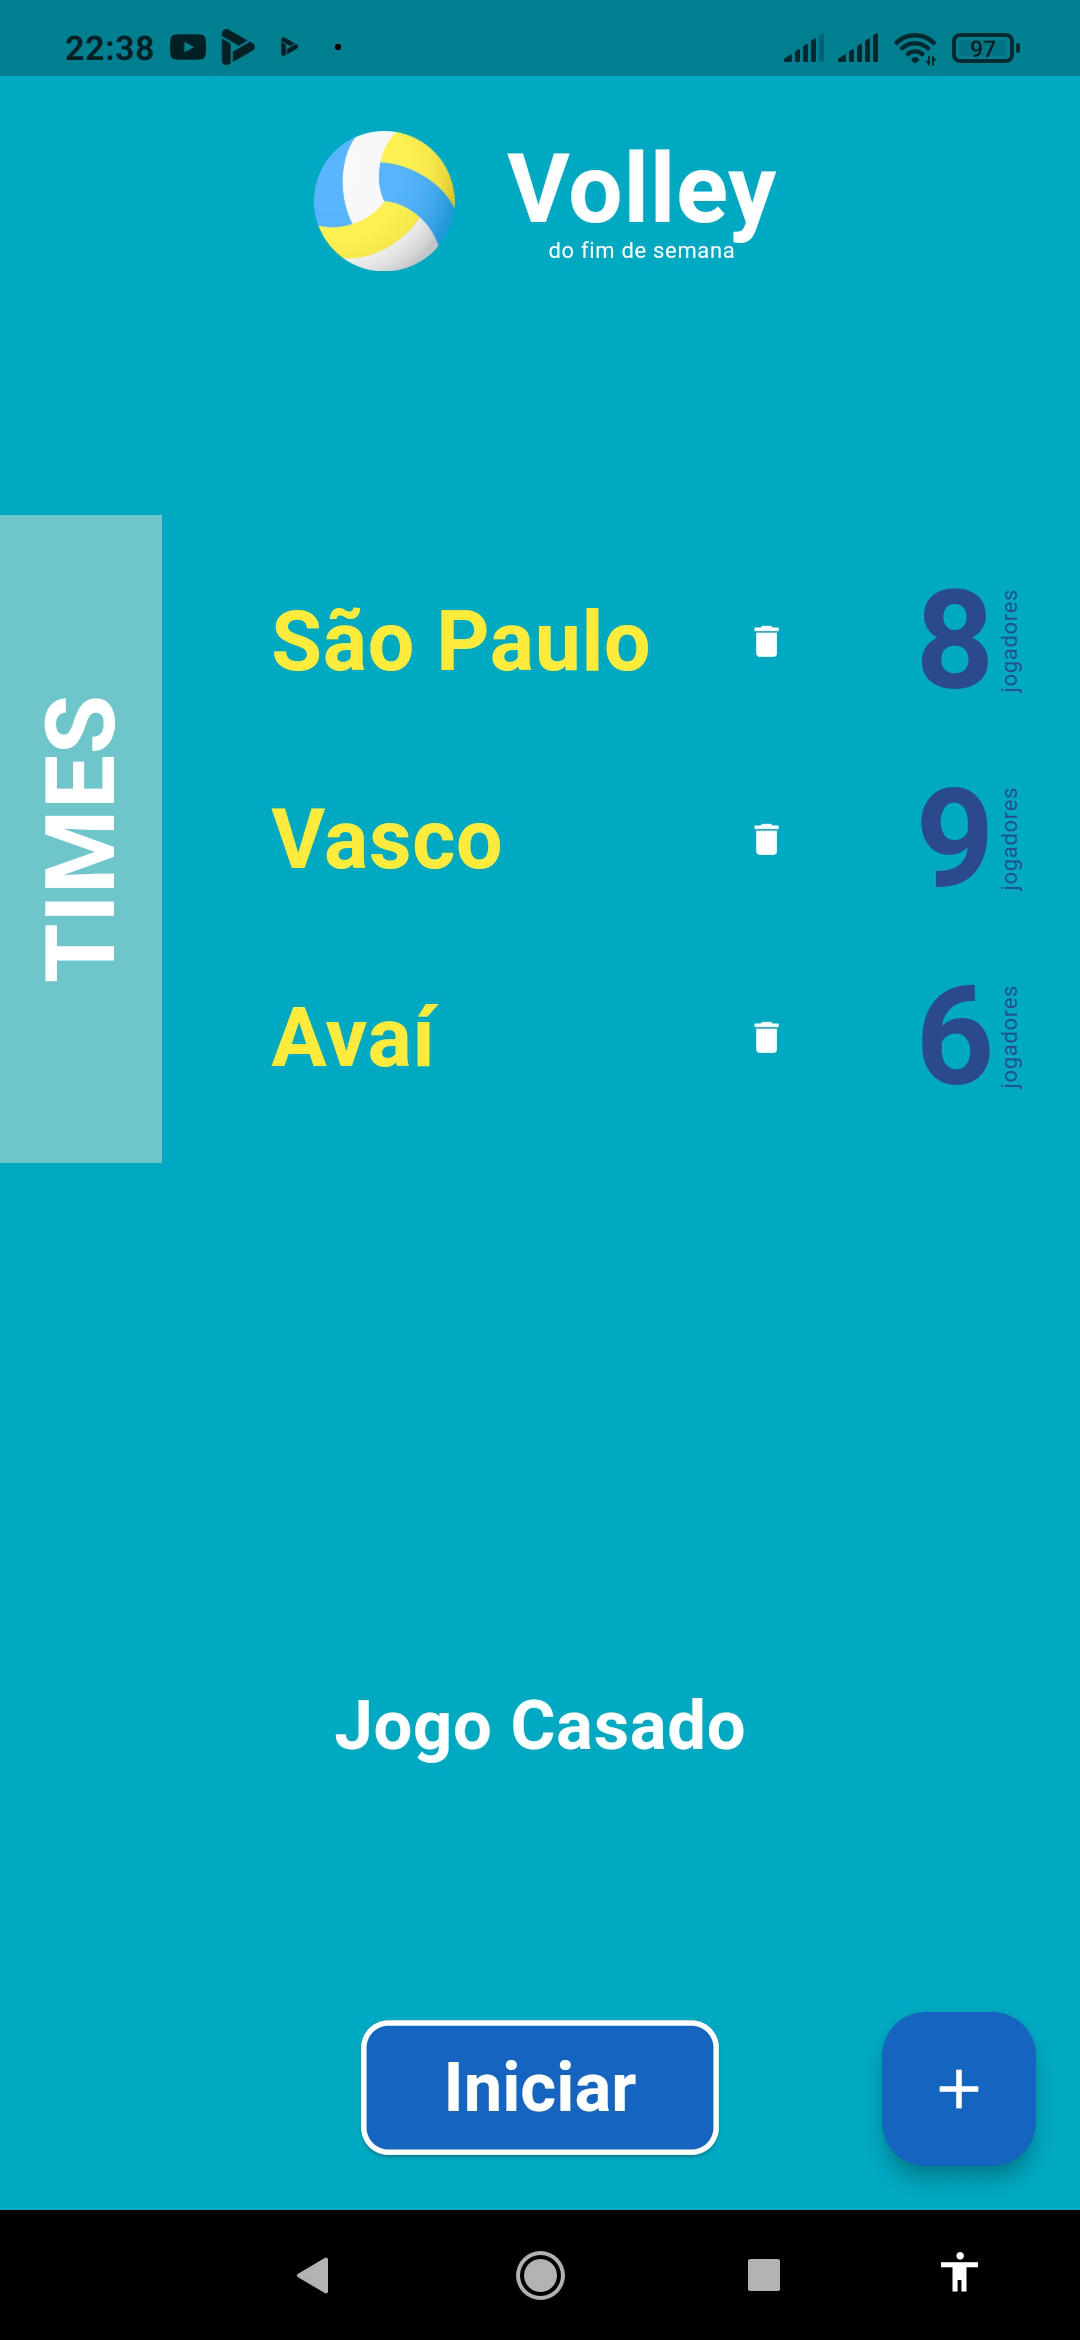 22:38
97
Volley
do fim de semana
TIMES
São Paulo
8
jogadores
Vasco
9
jogadores
Avaí
6
jogadores
Jogo Casado
Iniciar
+